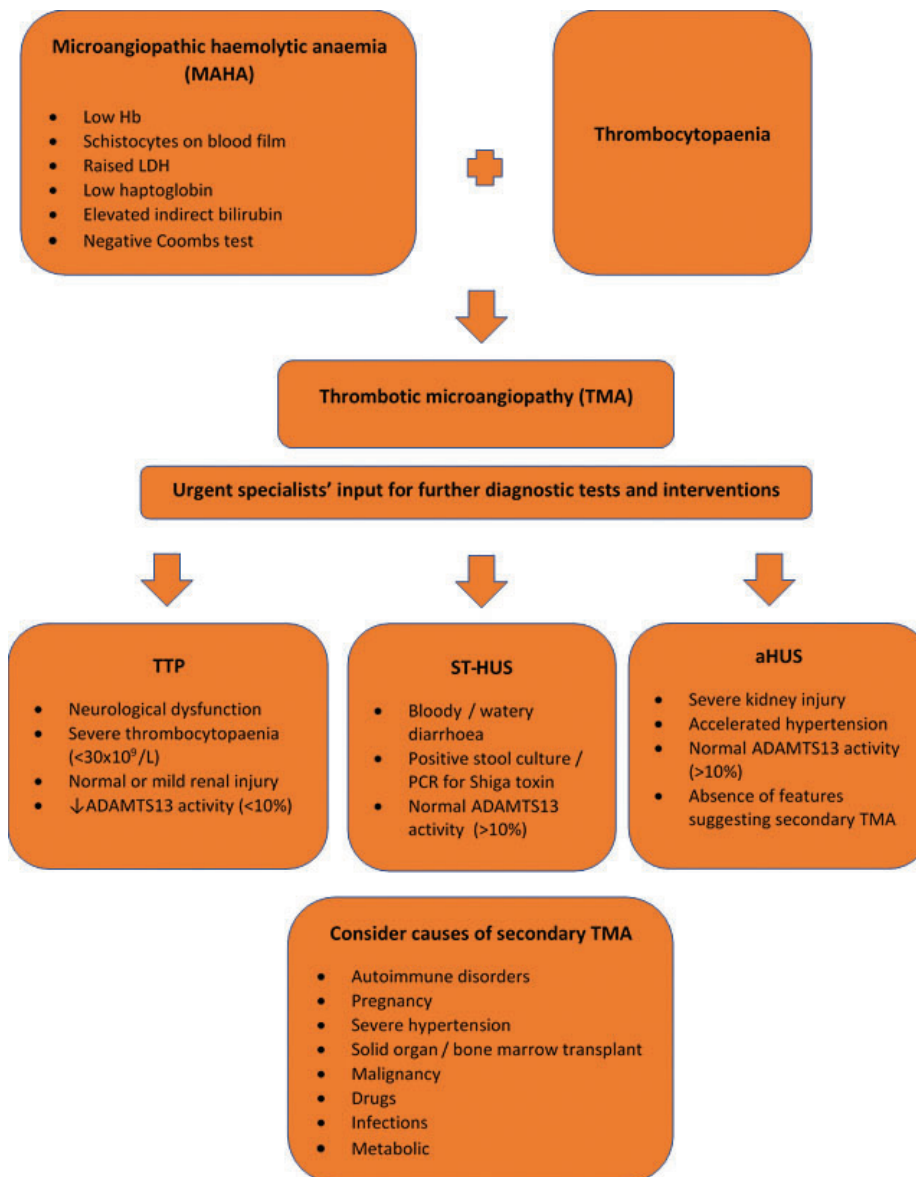 Microangiopathic haemolytic anaemia
(MAHA)
• Low Hb
• Schistocytes on blood film
• Raised LDH
• Low haptoglobin
• Elevated indirect bilirubin
• Negative Coombs test
Thrombocytopaenia
Thrombotic microangiopathy (TMA)
Urgent specialists’ input for further diagnostic tests and interventions
TTP
• Neurological dysfunction
• Severe thrombocytopaenia
(<30x10⁹/L)
• Normal or mild renal injury
• ↓ADAMTS13 activity (<10%)
ST-HUS
• Bloody / watery
diarrhoea
• Positive stool culture /
PCR for Shiga toxin
• Normal ADAMTS13
activity (>10%)
aHUS
• Severe kidney injury
• Accelerated hypertension
• Normal ADAMTS13 activity
(>10%)
• Absence of features
suggesting secondary TMA
Consider causes of secondary TMA
• Autoimmune disorders
• Pregnancy
• Severe hypertension
• Solid organ / bone marrow transplant
• Malignancy
• Drugs
• Infections
• Metabolic